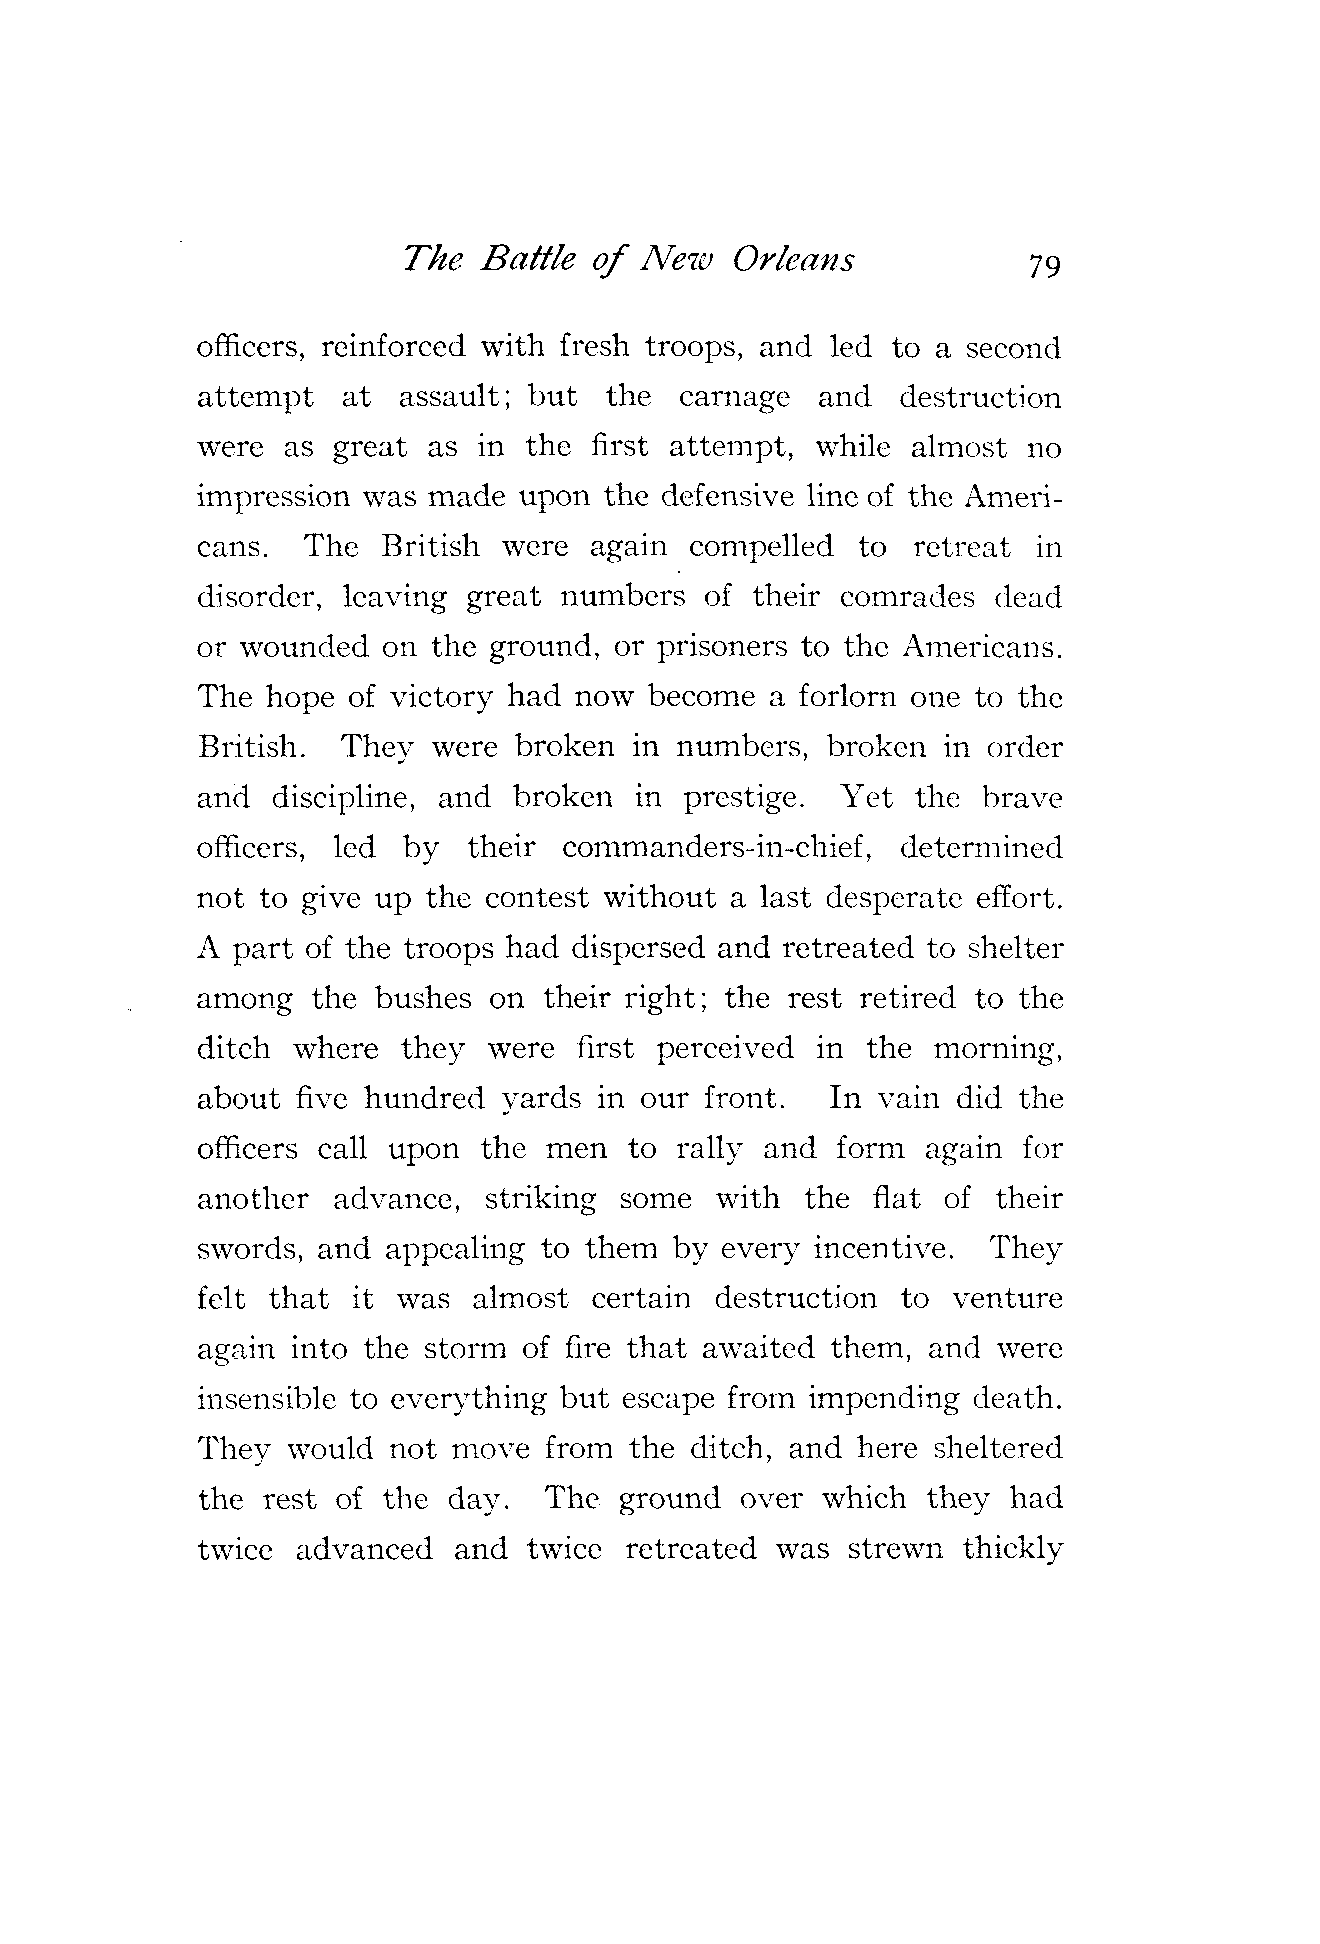 The Battle of New Orleans 79
officers, reinforced with fresh troops, and led to a second
attempt at assault; but the carnage and destruction
were as great as in the first attempt, while almost no
impression was made upon the defensive line of the Ameri-
cans. The British were again compelled to retreat in
disorder, leaving great numbers of their comrades dead
or wounded on the ground, or prisoners to the Americans.
The hope of victory had now become a forlorn one to the
British. They were broken in numbers, broken in order
and discipline, and broken in prestige. Yet the brave
officers, led by their commanders-in-chief, determined
not to give up the contest without a last desperate effort.
A part of the troops had dispersed and retreated to shelter
among the bushes on their right; the rest retired to the
ditch where they were first perceived in the morning,
about five hundred yards in our front. In vain did the
officers call upon the men to rally and form again for
another advance, striking some with the flat of their
swords, and appealing to them by every incentive. They
felt that it was almost certain destruction to venture
again into the storm of fire that awaited them, and were
insensible to everything but escape from impending death.
They would not move from the ditch, and here sheltered
the rest of the day. The ground over which they had
twice advanced and twice retreated was strewn thickly